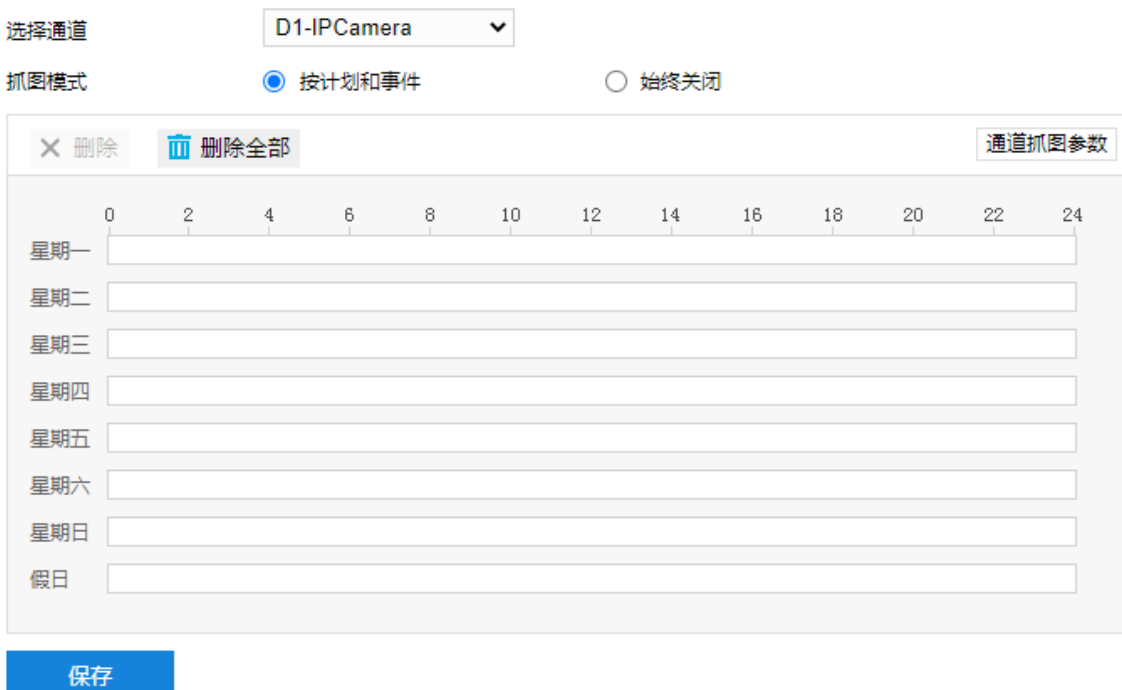 选择通道 D1-IPCamera
抓图模式 按计划和事件 始终关闭
删除 删除全部 通道抓图参数
0 2 4 6 8 10 12 14 16 18 20 22 24
星期一
星期二
星期三
星期四
星期五
星期六
星期日
假日
保存